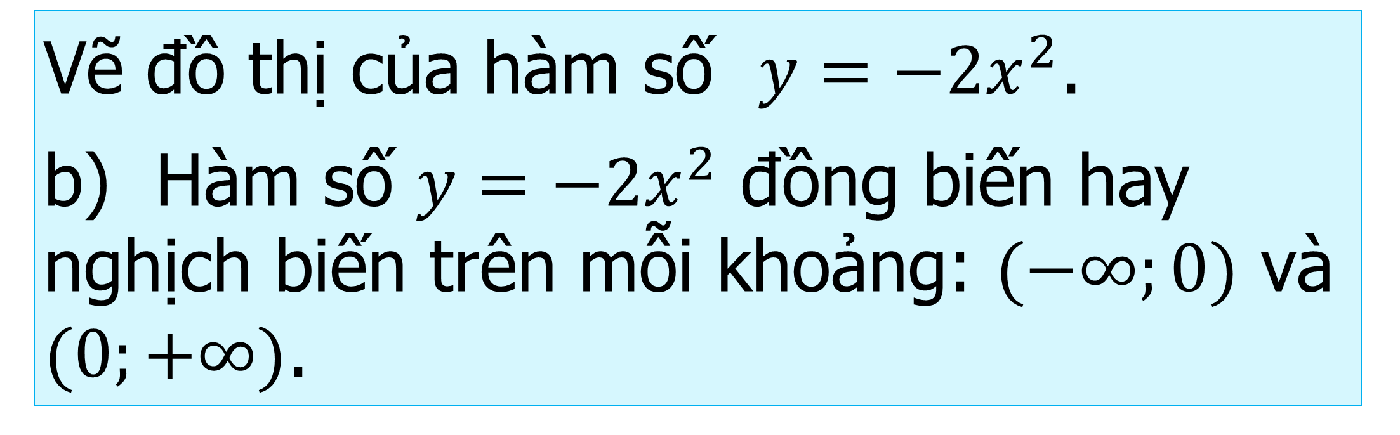 Vẽ đồ thị của hàm số y = −2x².
b) Hàm số y = −2x² đồng biến hay
nghịch biến trên mỗi khoảng: (−∞; 0) và
(0; +∞).